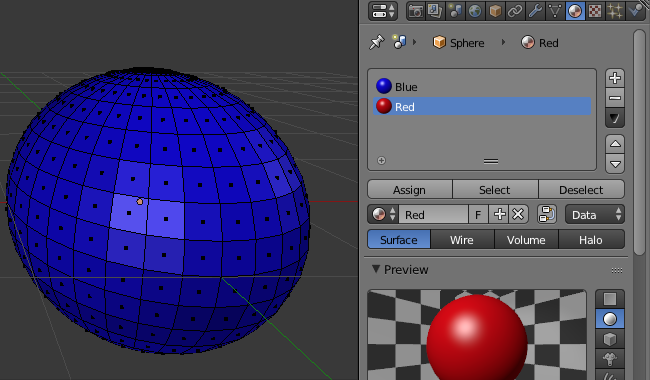 Sphere Red
Blue
Red
Assign Select Deselect
Red F Data
Surface Wire Volume Halo
Preview